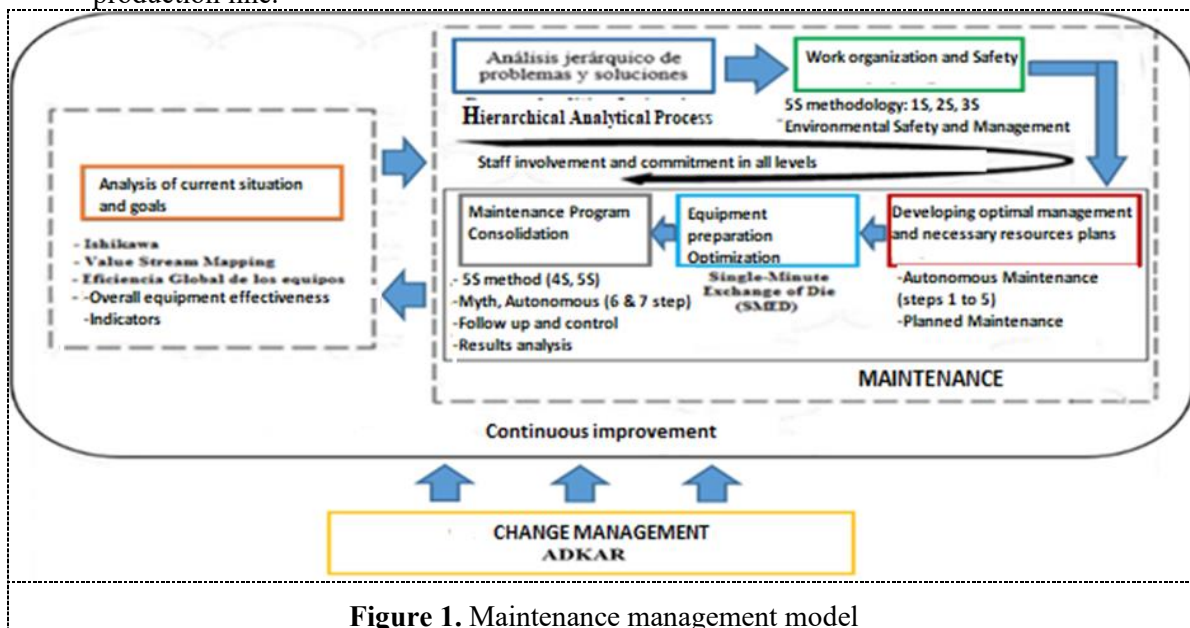 production line.
Análisis jerárquico de
problemas y soluciones
Hierarchical Analytical Process
Work organization and Safety
5S methodology: 1S, 2S, 3S
Environmental Safety and Management
Staff involvement and commitment in all levels
Analysis of current situation
and goals
- Ishikawa
- Value Stream Mapping
- Eficiencia Global de los equipos
-Overall equipment effectiveness
-Indicators
Maintenance Program
Consolidation
- 5S method (4S, 5S)
-Myth, Autonomous (6 & 7 step)
-Follow up and control
-Results analysis
Equipment
preparation
Optimization
Single-Minute
Exchange of Die
(SMED)
Developing optimal management
and necessary resources plans
-Autonomous Maintenance
(steps 1 to 5)
-Planned Maintenance
MAINTENANCE
Continuous improvement
CHANGE MANAGEMENT
ADKAR
Figure 1. Maintenance management model